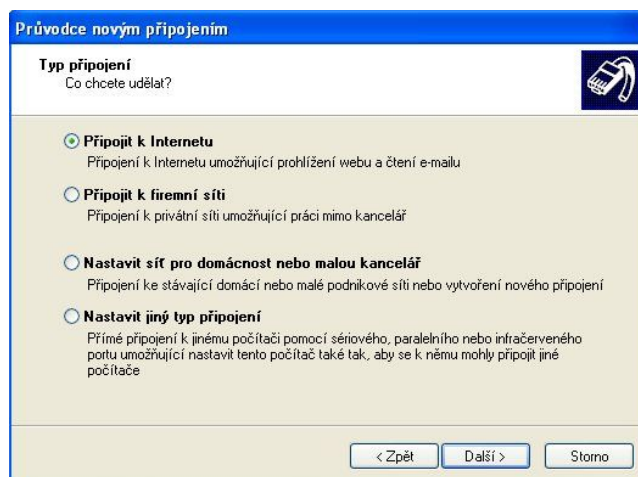 Průvodce novým připojením
Typ připojení
Co chcete udělat?
Připojit k Internetu
Připojení k Internetu umožňující prohlížení webu a čtení e-mailu
Připojit k firemní síti
Připojení k privátní síti umožňující práci mimo kancelář
Nastavit síť pro domácnost nebo malou kancelář
Připojení ke stávající domácí nebo malé podnikové síti nebo vytvoření nového připojení
Nastavit jiný typ připojení
Přímé připojení k jinému počítači pomocí sériového, paralelního nebo infračerveného
portu umožňující nastavit tento počítač také tak, aby se k němu mohly připojit jiné
počítače
< Zpět
Další >
Storno